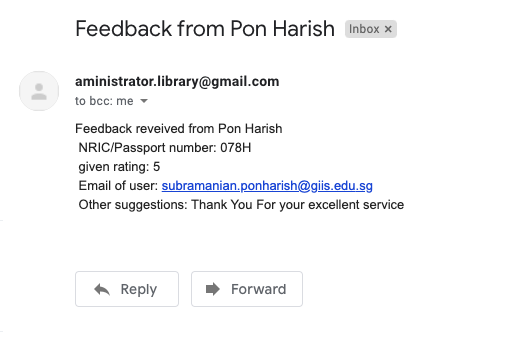 Feedback from Pon Harish Inbox ×
aministrator.library@gmail.com
to bcc: me
Feedback reveived from Pon Harish
NRIC/Passport number: 078H
given rating: 5
Email of user: subramanian.ponharish@giis.edu.sg
Other suggestions: Thank You For your excellent service
Reply Forward